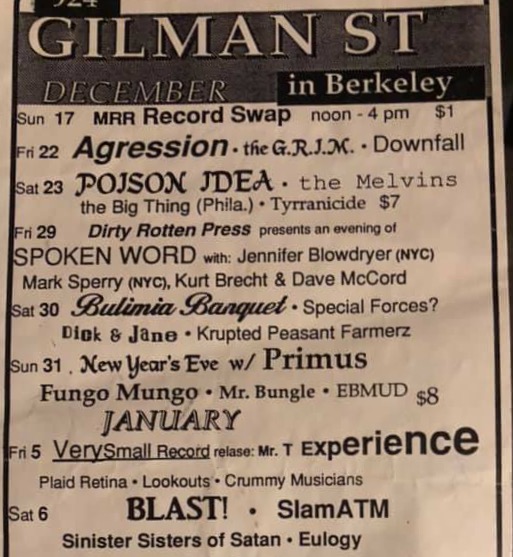 924
GILMAN ST
DECEMBER in Berkeley
Sun 17 MRR Record Swap noon - 4 pm $1
Fri 22 Agression • the G.R.I.M. • Downfall
Sat 23 POISON IDEA • the Melvins
the Big Thing (Phila.) • Tyrranicide $7
Fri 29 Dirty Rotten Press presents an evening of
SPOKEN WORD with: Jennifer Blowdryer (NYC)
Mark Sperry (NYC), Kurt Brecht & Dave McCord
Sat 30 Bulimia Banquet • Special Forces?
Dick & Jane • Krupted Peasant Farmerz
Sun 31 . New Year's Eve w/ Primus
Fungo Mungo • Mr. Bungle • EBMUD $8
JANUARY
Fri 5 VerySmall Record relase: Mr. T Experience
Plaid Retina • Lookouts • Crummy Musicians
Sat 6 BLAST! • SlamATM
Sinister Sisters of Satan • Eulogy